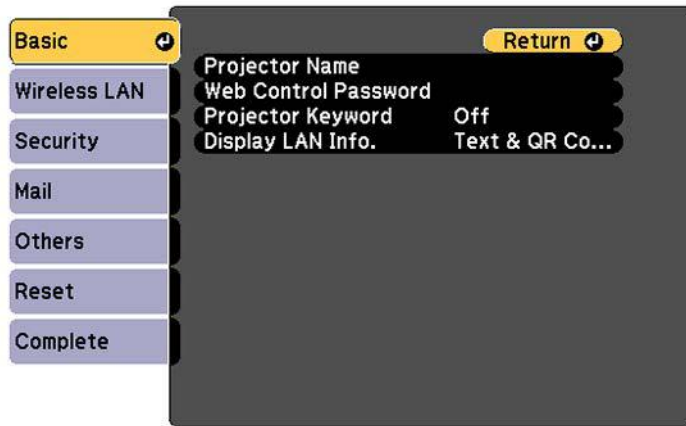 Basic
Wireless LAN
Security
Mail
Others
Reset
Complete
Return
Projector Name
Web Control Password
Projector Keyword Off
Display LAN Info. Text & QR Co...